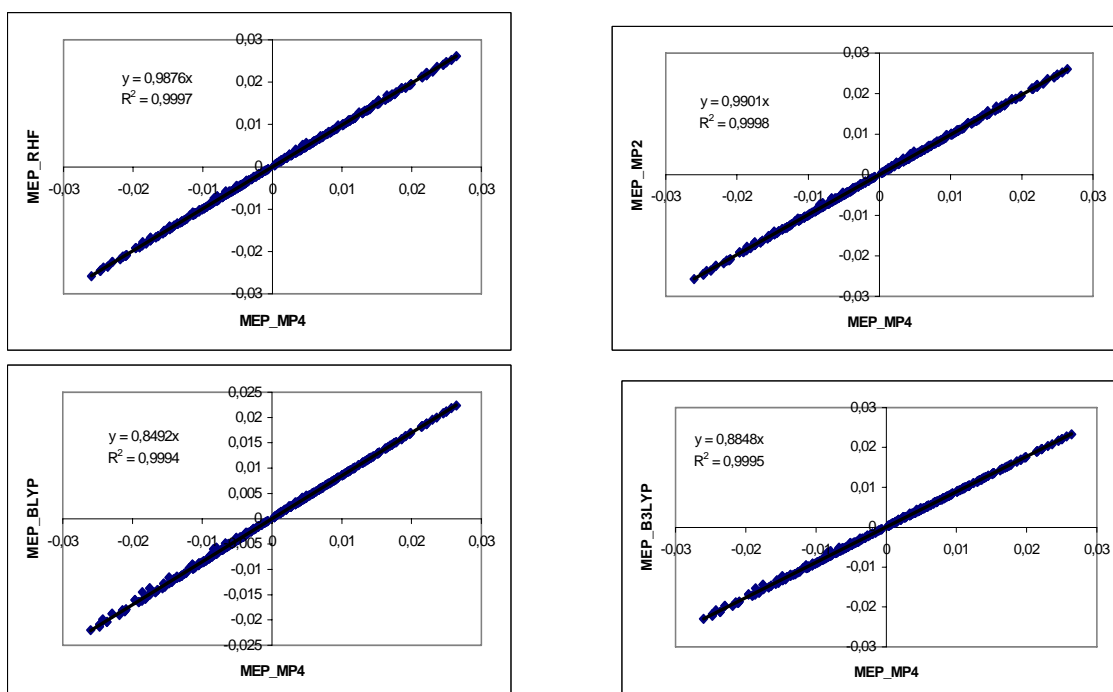 0,03
0,02
0,01
0
-0,01
-0,02
-0,03
-0,03 -0,02 -0,01 0 0,01 0,02 0,03
y = 0,9876x
R² = 0,9997
MEP_RHF
MEP_MP4
0,03
0,02
0,01
0
-0,01
-0,02
-0,03
-0,03 -0,02 -0,01 0 0,01 0,02 0,03
y = 0,9901x
R² = 0,9998
MEP_MP2
MEP_MP4
0,025
0,02
0,015
0,01
0,005
0
-0,005
-0,01
-0,015
-0,02
-0,025
-0,03 -0,02 -0,01 0 0,01 0,02 0,03
y = 0,8492x
R² = 0,9994
MEP_BLYP
MEP_MP4
0,03
0,02
0,01
0
-0,01
-0,02
-0,03
-0,03 -0,02 -0,01 0 0,01 0,02 0,03
y = 0,8848x
R² = 0,9995
MEP_B3LYP
MEP_MP4